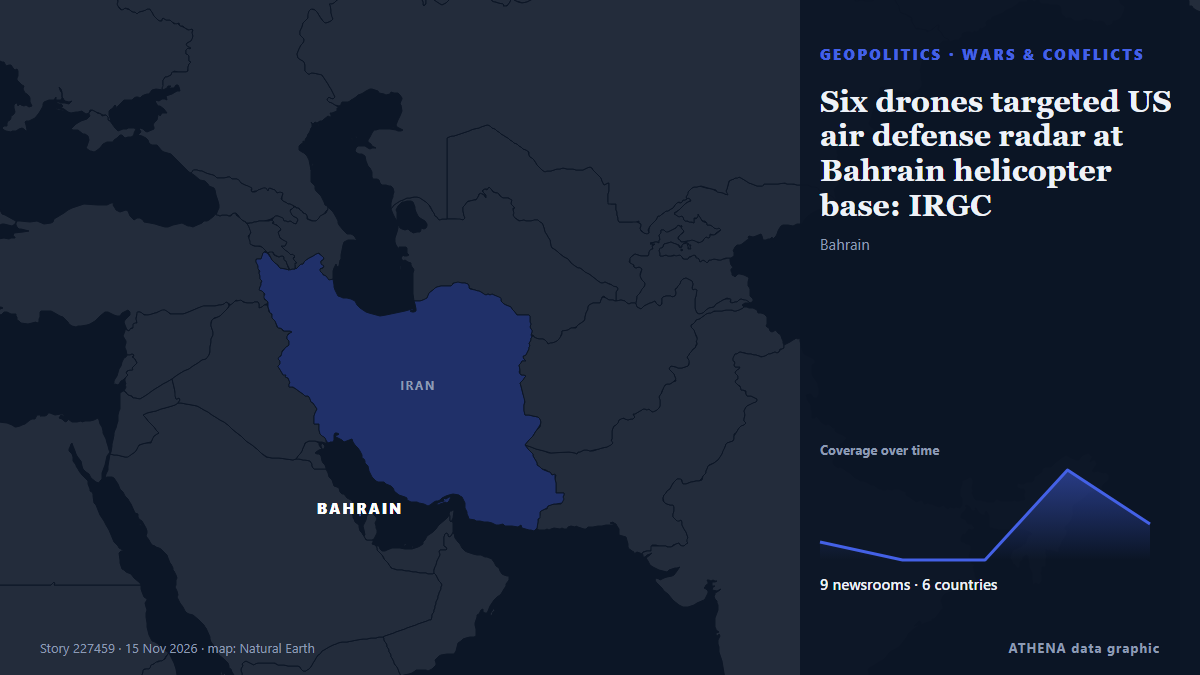 GEOPOLITICS · WARS & CONFLICTS
Six drones targeted US
air defense radar at
Bahrain helicopter
base: IRGC
Bahrain
IRAN
BAHRAIN
Coverage over time
9 newsrooms · 6 countries
Story 227459 · 15 Nov 2026 · map: Natural Earth
ATHENA data graphic